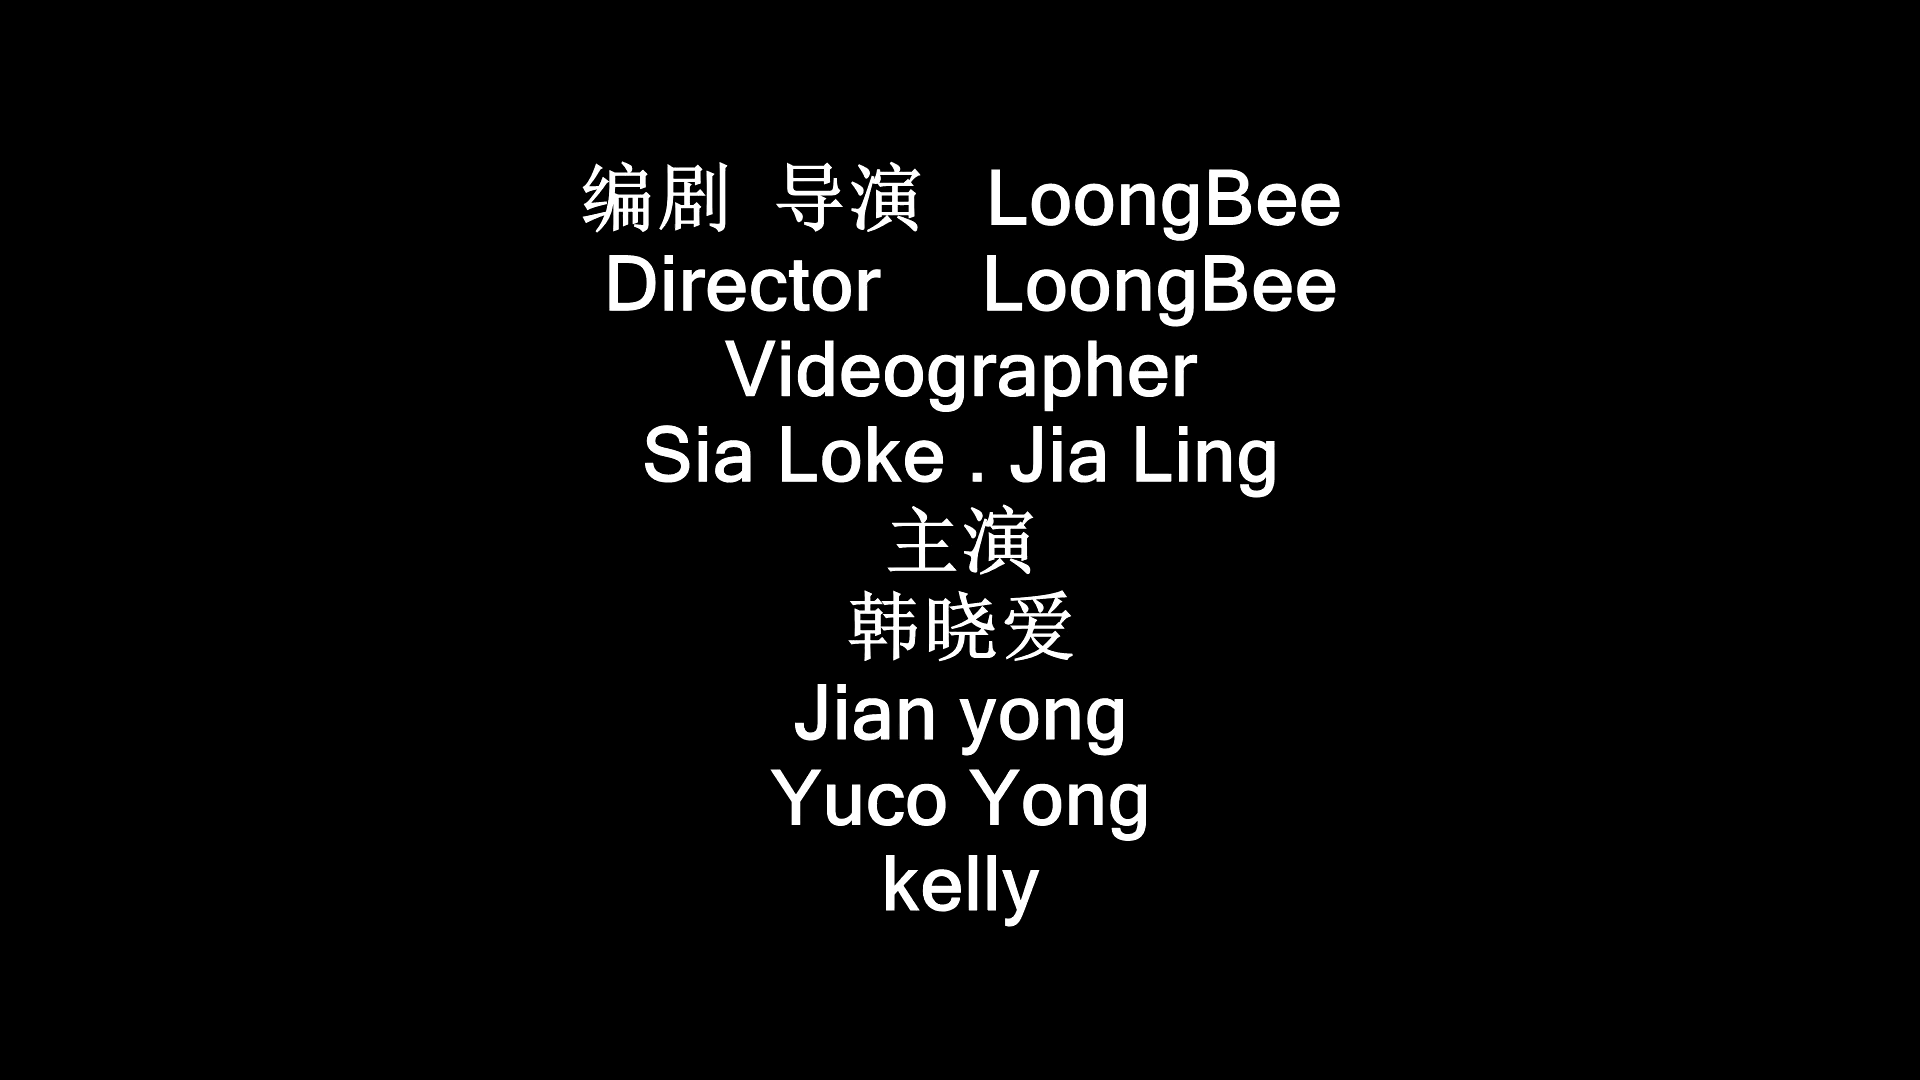 编剧 导演 LoongBee
Director LoongBee
Videographer
Sia Loke . Jia Ling
主演
韩晓爱
Jian yong
Yuco Yong
kelly